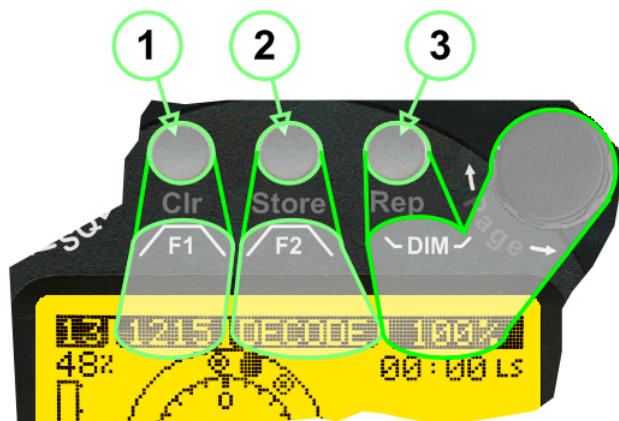 1 2 3
Clr Store Rep
F1 F2 DIM
SQ
Page
13 1215 DECODE 100%
48% 00:00 LS
0